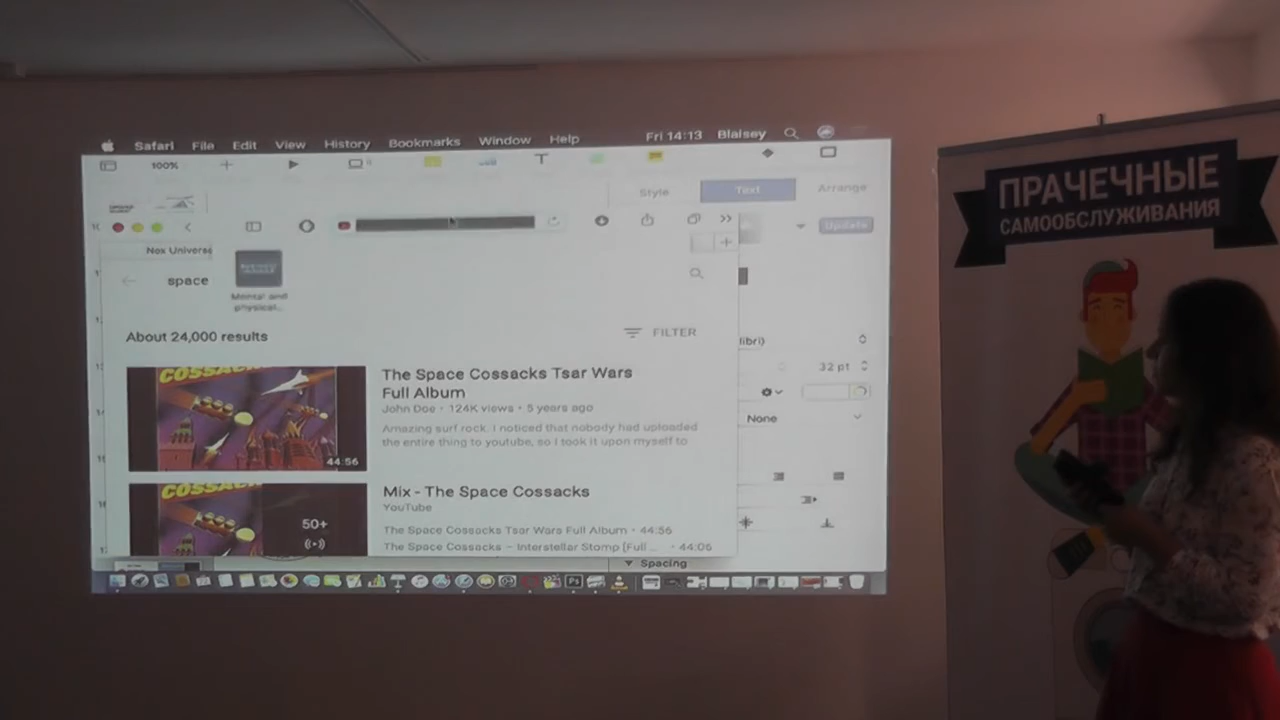 Safari File Edit View History Bookmarks Window Help Fri 14:13 Blaisey
100%
Style Text Arrange
Update
Nox Universe
space
Mental and
physical...
About 24,000 results
FILTER
The Space Cossacks Tsar Wars
Full Album
John Doe • 124K views • 5 years ago
Amazing surf rock. I noticed that nobody had uploaded
the entire thing to youtube, so I took it upon myself to
44:56
Mix - The Space Cossacks
YouTube
50+
The Space Cossacks Tsar Wars Full Album • 44:56
The Space Cossacks – Interstellar Stomp [Full ... • 44:06
libri)
32 pt
None
Spacing
Ps
ПРАЧЕЧНЫЕ
САМООБСЛУЖИВАНИЯ